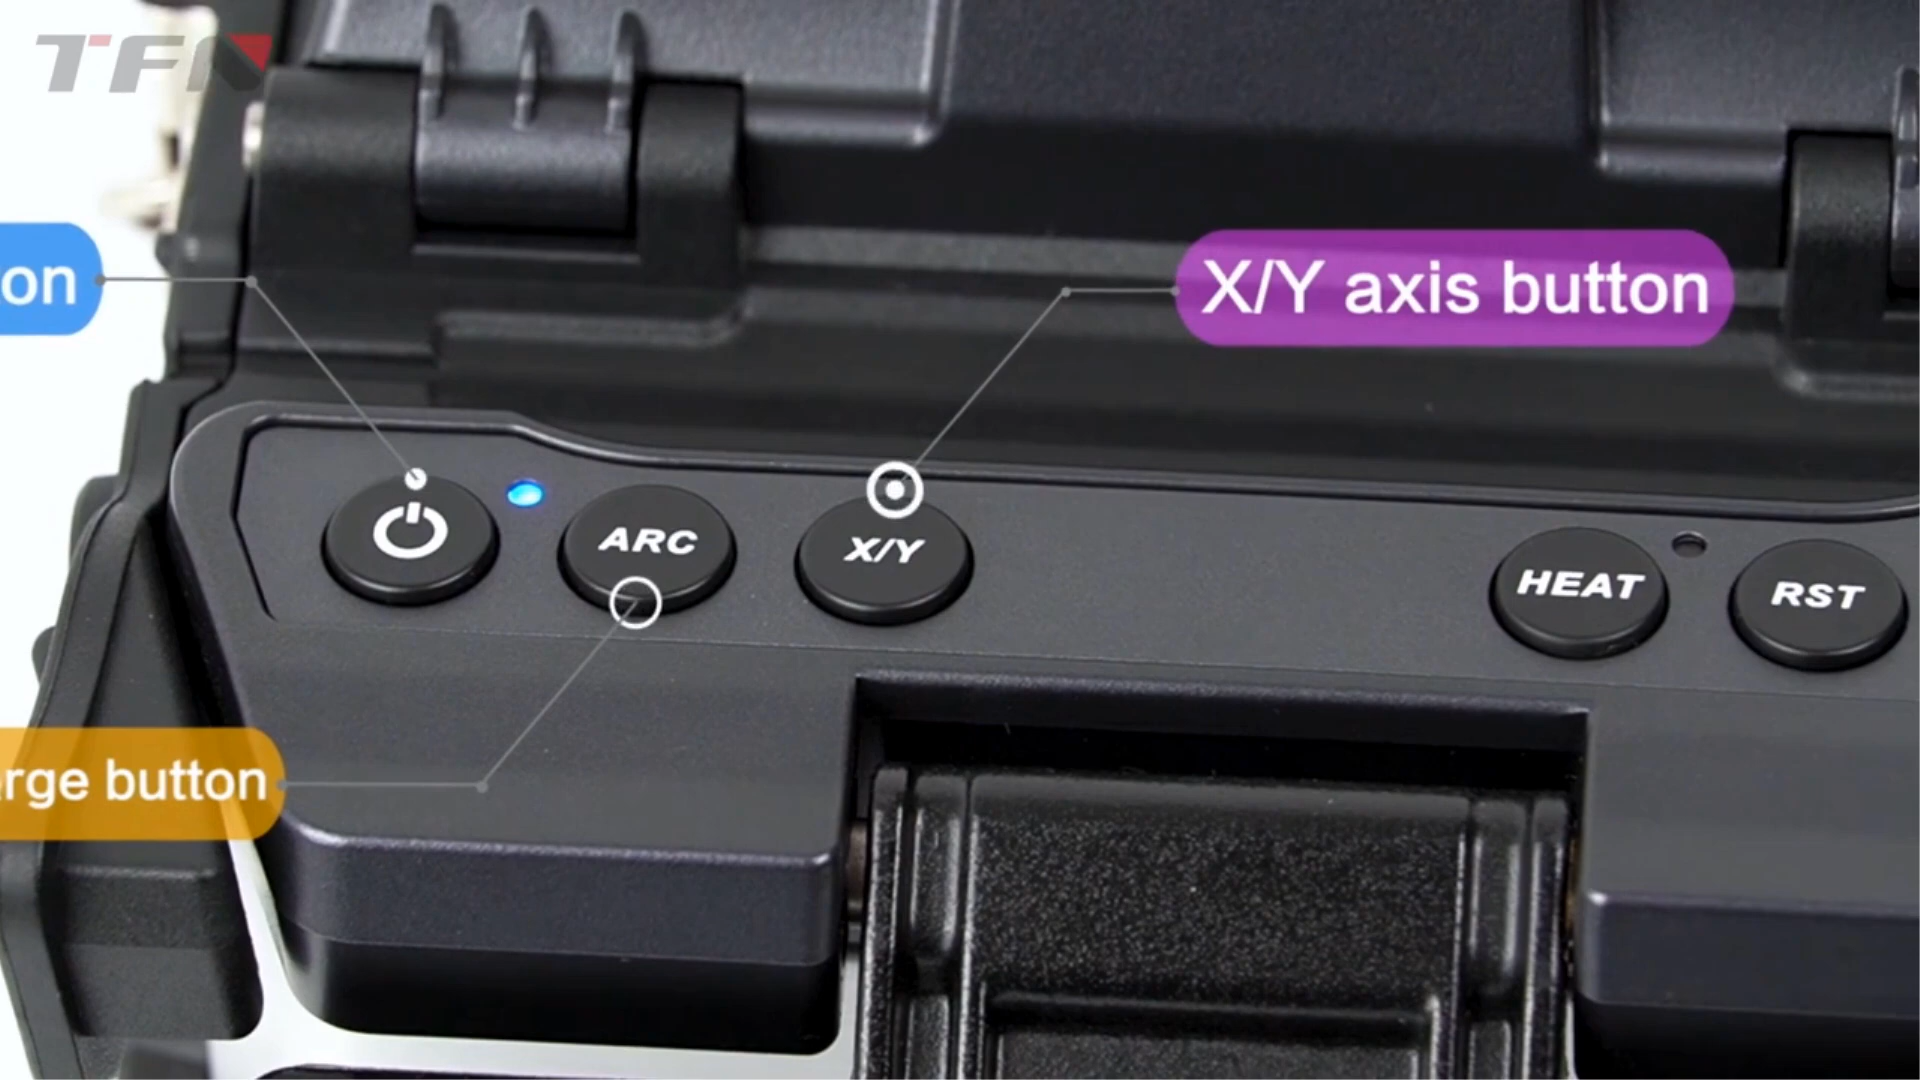 TFN
on
X/Y axis button
ARC
X/Y
HEAT
RST
rge button